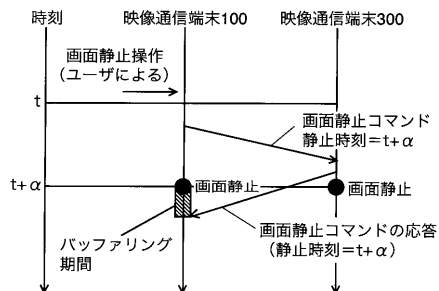 時刻
映像通信端末100
映像通信端末300
画面静止操作
(ユーザによる)
t
画面静止コマンド
静止時刻=t+α
t+α
画面静止
画面静止
バッファリング
期間
画面静止コマンドの応答
(静止時刻=t+α)